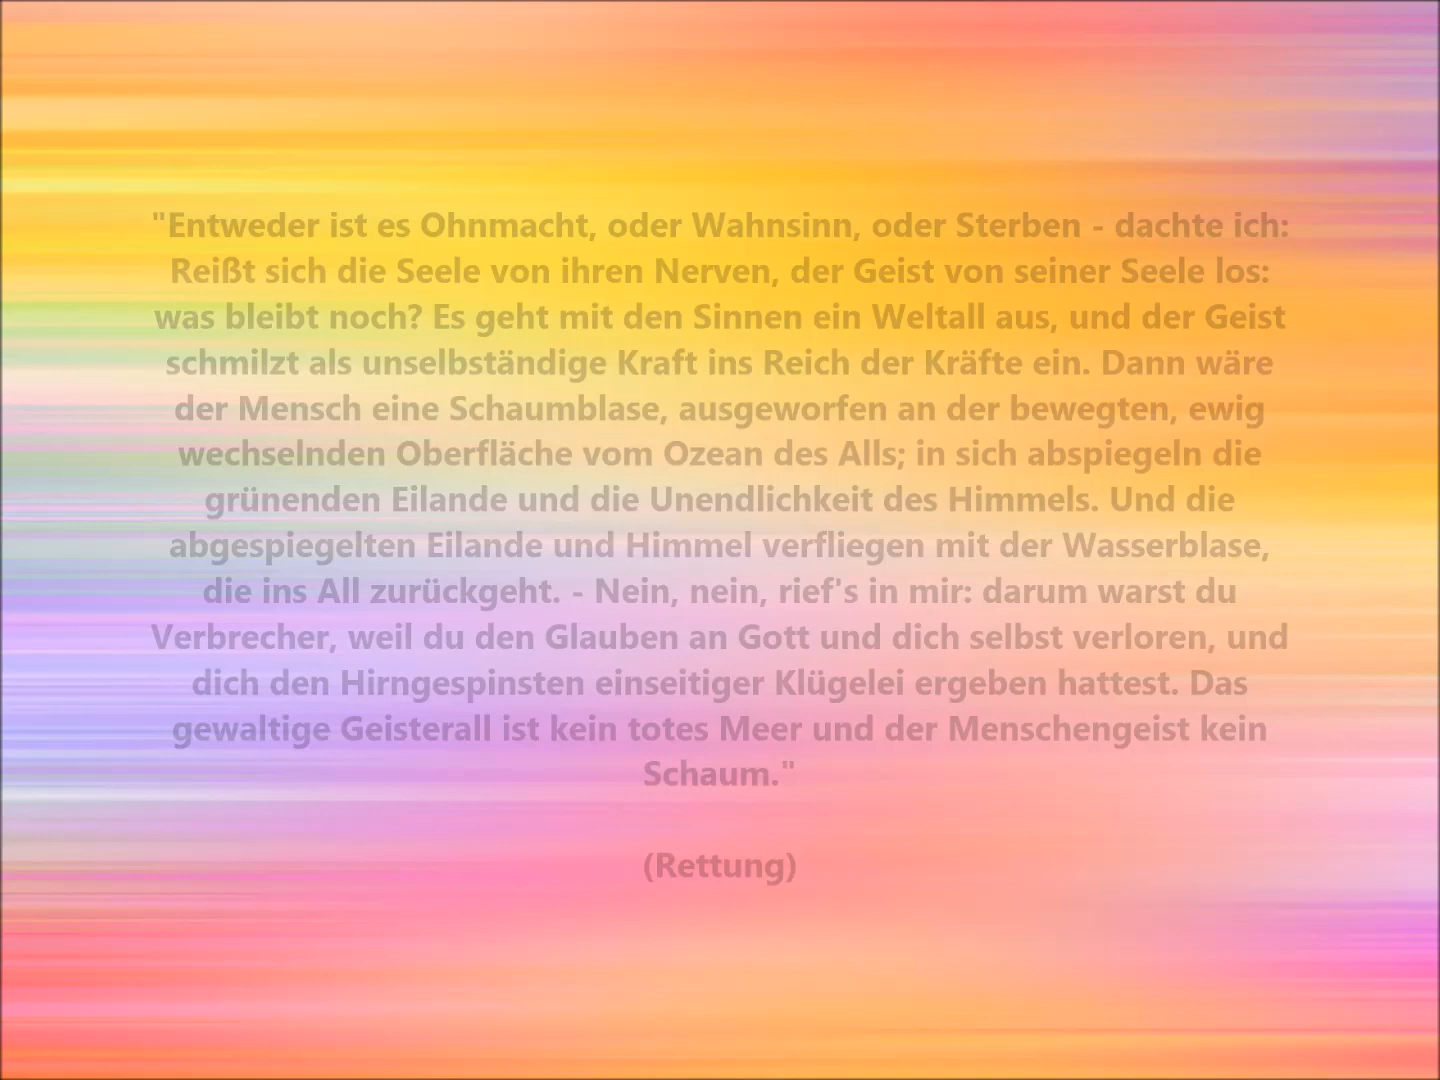 "Entweder ist es Ohnmacht, oder Wahnsinn, oder Sterben - dachte ich:
Reißt sich die Seele von ihren Nerven, der Geist von seiner Seele los:
was bleibt noch? Es geht mit den Sinnen ein Weltall aus, und der Geist
schmilzt als unselbständige Kraft ins Reich der Kräfte ein. Dann wäre
der Mensch eine Schaumblase, ausgeworfen an der bewegten, ewig
wechselnden Oberfläche vom Ozean des Alls; in sich abspiegeln die
grünenden Eilande und die Unendlichkeit des Himmels. Und die
abgespiegelten Eilande und Himmel verfliegen mit der Wasserblase,
die ins All zurückgeht. - Nein, nein, rief's in mir: darum warst du
Verbrecher, weil du den Glauben an Gott und dich selbst verloren, und
dich den Hirngespinsten einseitiger Klügelei ergeben hattest. Das
gewaltige Geisterall ist kein totes Meer und der Menschengeist kein
Schaum."
(Rettung)